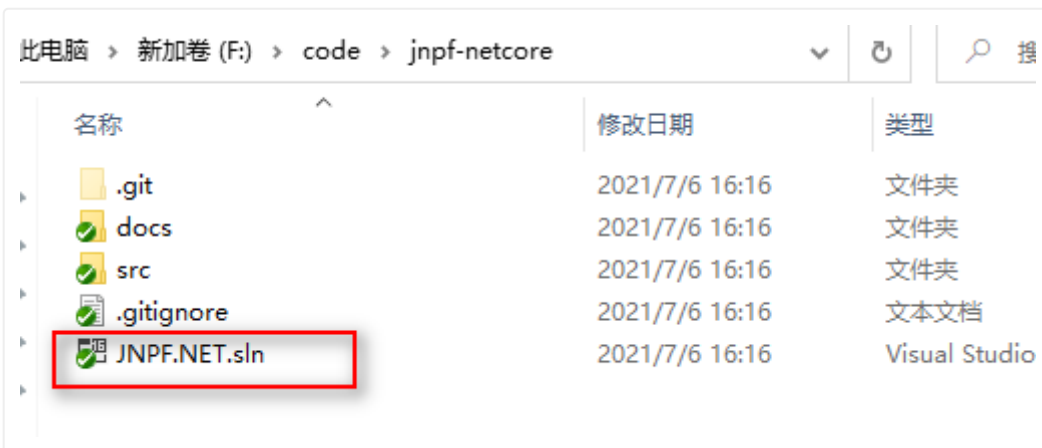 此电脑 > 新加卷 (F:) > code > jnpf-netcore
名称 修改日期 类型
.git 2021/7/6 16:16 文件夹
docs 2021/7/6 16:16 文件夹
src 2021/7/6 16:16 文件夹
.gitignore 2021/7/6 16:16 文本文档
JNPF.NET.sln 2021/7/6 16:16 Visual Studio